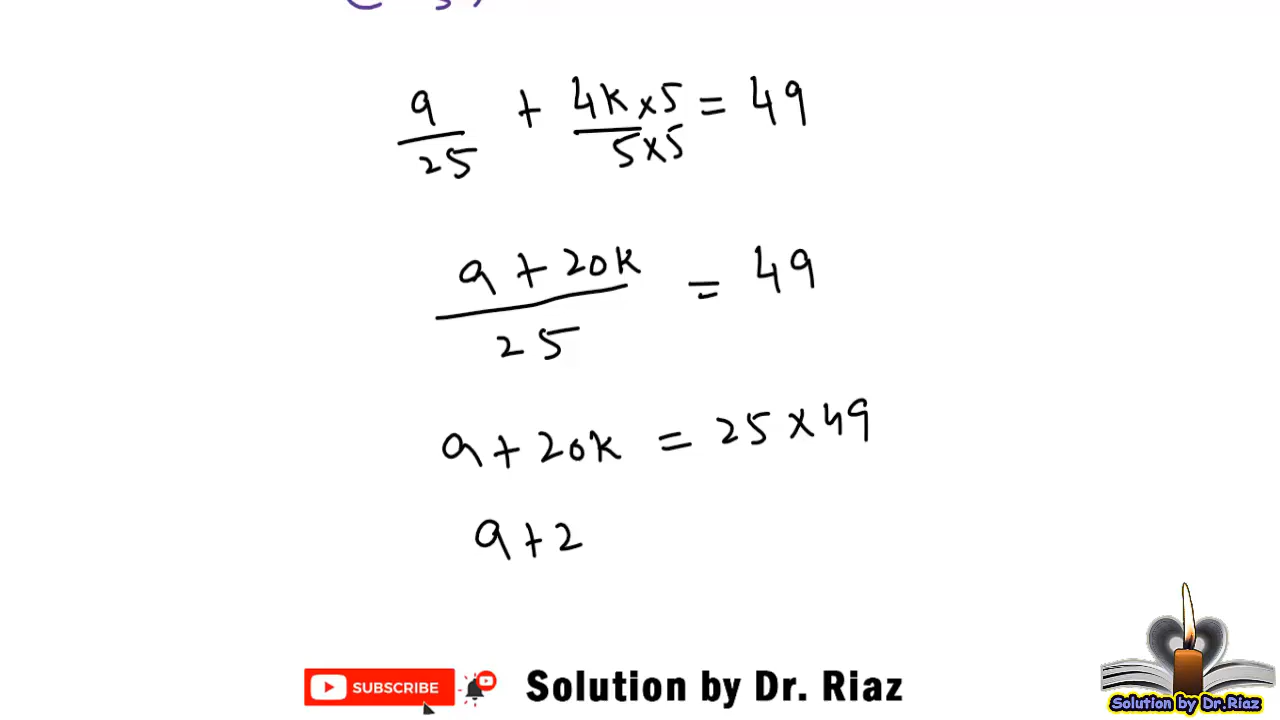 9/25 + 4k×5/5×5 = 49
9 + 20k/25 = 49
9 + 20k = 25 × 49
9 + 2
SUBSCRIBE Solution by Dr. Riaz
Solution by Dr.Riaz